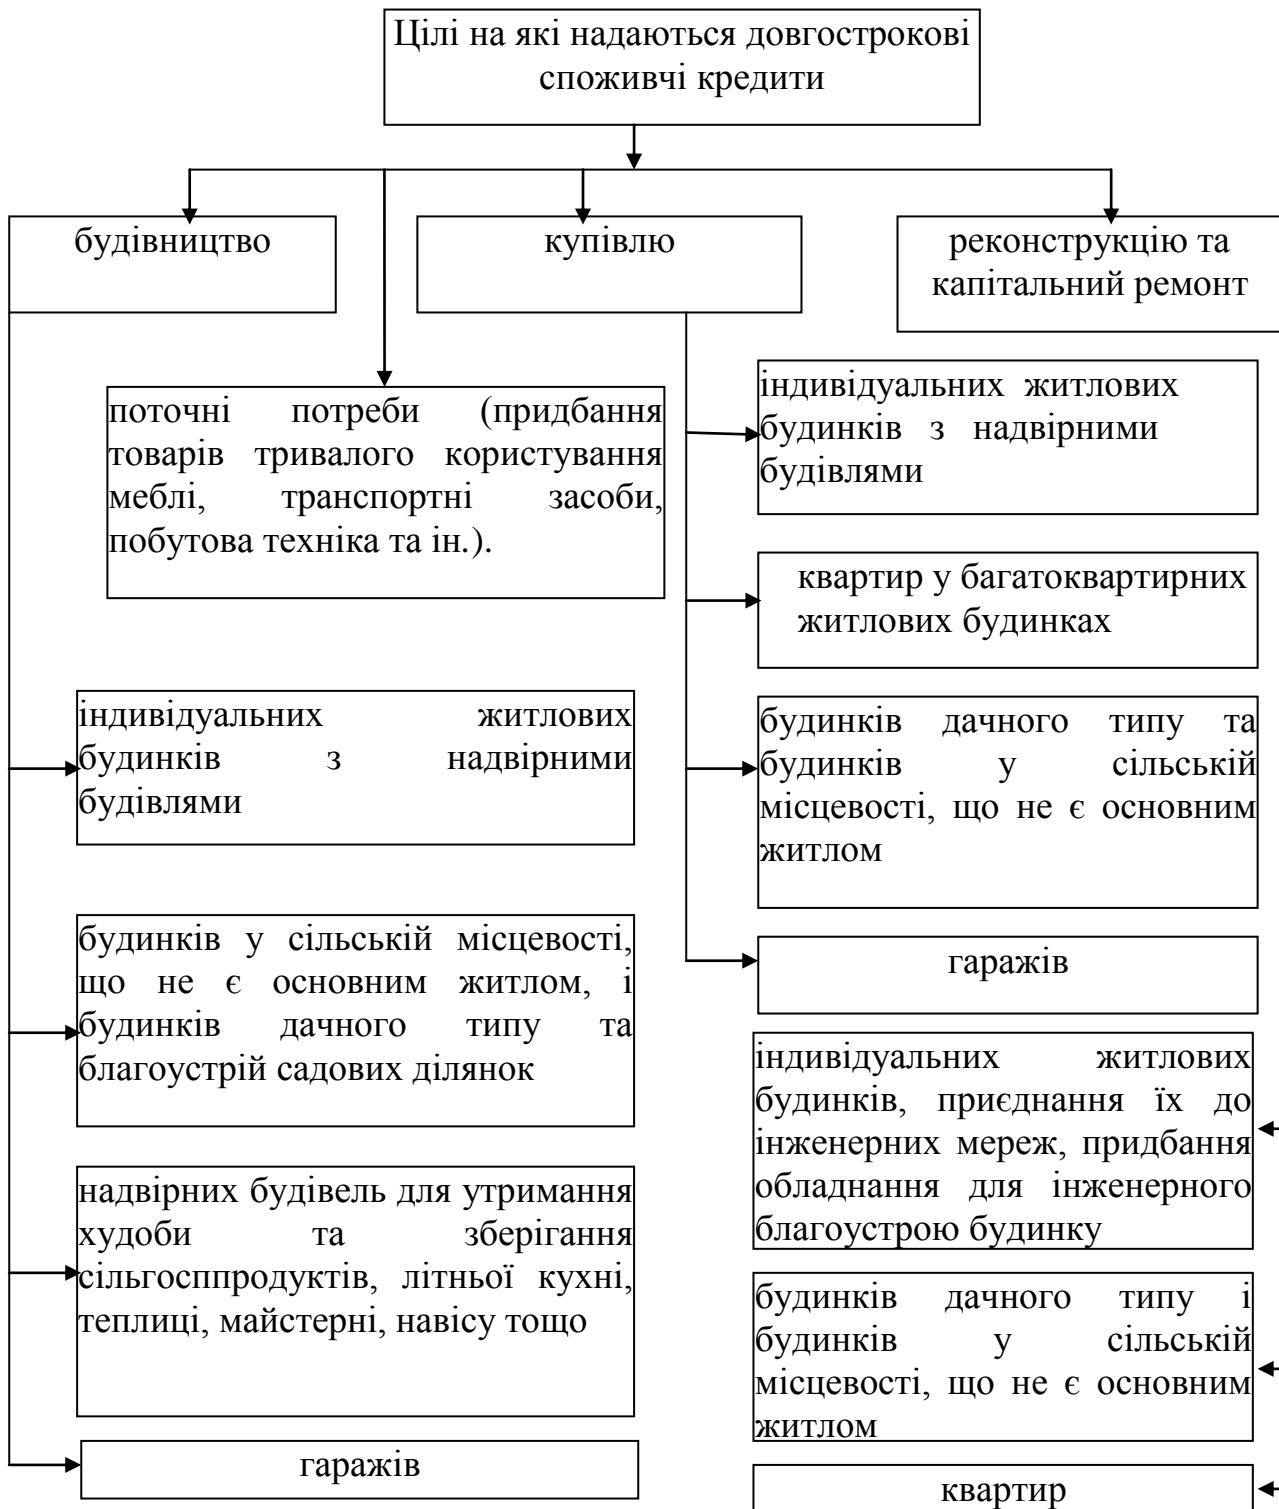 Цілі на які надаються довгострокові
споживчі кредити
будівництво
купівлю
реконструкцію та
капітальний ремонт
поточні потреби (придбання
товарів тривалого користування
меблі, транспортні засоби,
побутова техніка та ін.).
індивідуальних житлових
будинків з надвірними
будівлями
квартир у багатоквартирних
житлових будинках
будинків дачного типу та
будинків у сільській
місцевості, що не є основним
житлом
гаражів
індивідуальних житлових
будинків з надвірними
будівлями
будинків у сільській місцевості,
що не є основним житлом, і
будинків дачного типу та
благоустрій садових ділянок
надвірних будівель для утримання
худоби та зберігання
сільгосппродуктів, літньої кухні,
теплиці, майстерні, навісу тощо
гаражів
індивідуальних житлових
будинків, приєднання їх до
інженерних мереж, придбання
обладнання для інженерного
благоустрою будинку
будинків дачного типу і
будинків у сільській
місцевості, що не є основним
житлом
квартир